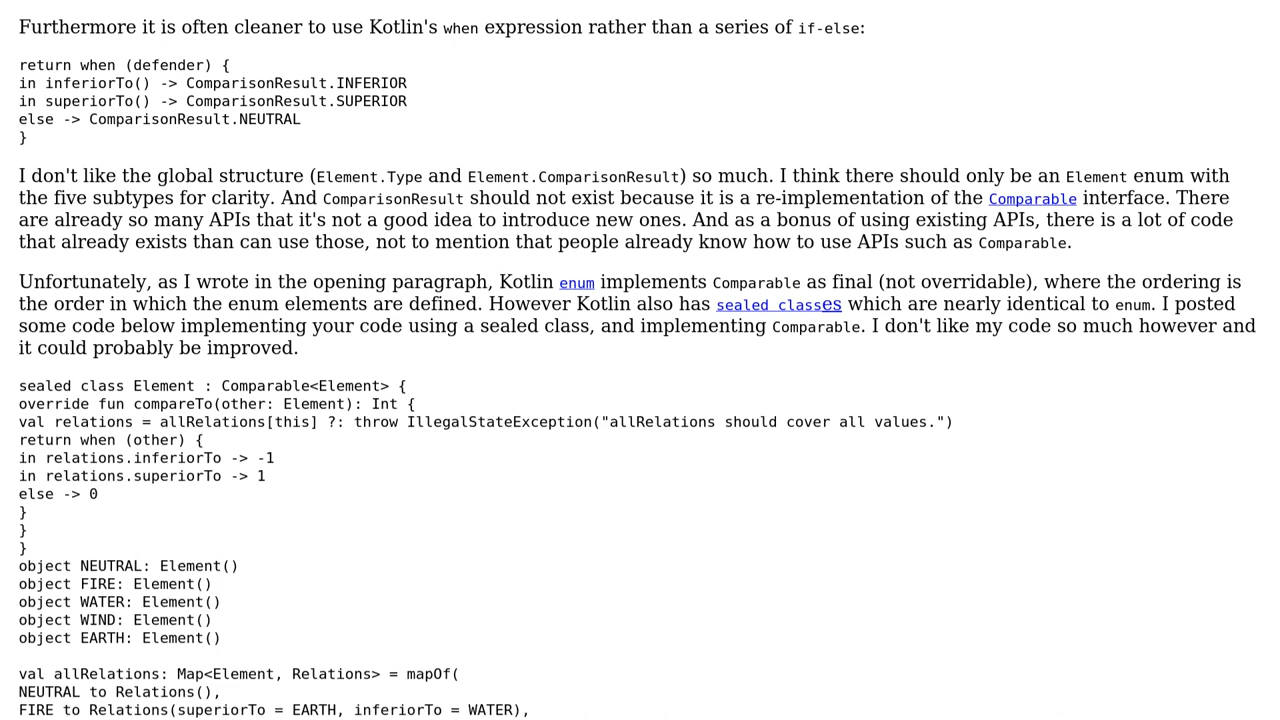 Furthermore it is often cleaner to use Kotlin's when expression rather than a series of if-else:
return when (defender) {
in inferiorTo() -> ComparisonResult.INFERIOR
in superiorTo() -> ComparisonResult.SUPERIOR
else -> ComparisonResult.NEUTRAL
}
I don't like the global structure (Element.Type and Element.ComparisonResult) so much. I think there should only be an Element enum with
the five subtypes for clarity. And ComparisonResult should not exist because it is a re-implementation of the Comparable interface. There
are already so many APIs that it's not a good idea to introduce new ones. And as a bonus of using existing APIs, there is a lot of code
that already exists than can use those, not to mention that people already know how to use APIs such as Comparable.
Unfortunately, as I wrote in the opening paragraph, Kotlin enum implements Comparable as final (not overridable), where the ordering is
the order in which the enum elements are defined. However Kotlin also has sealed classes which are nearly identical to enum. I posted
some code below implementing your code using a sealed class, and implementing Comparable. I don't like my code so much however and
it could probably be improved.
sealed class Element : Comparable<Element> {
override fun compareTo(other: Element): Int {
val relations = allRelations[this] ?: throw IllegalStateException("allRelations should cover all values.")
return when (other) {
in relations.inferiorTo -> -1
in relations.superiorTo -> 1
else -> 0
}
}
}
object NEUTRAL: Element()
object FIRE: Element()
object WATER: Element()
object WIND: Element()
object EARTH: Element()
val allRelations: Map<Element, Relations> = mapOf(
NEUTRAL to Relations(),
FIRE to Relations(superiorTo = EARTH, inferiorTo = WATER),